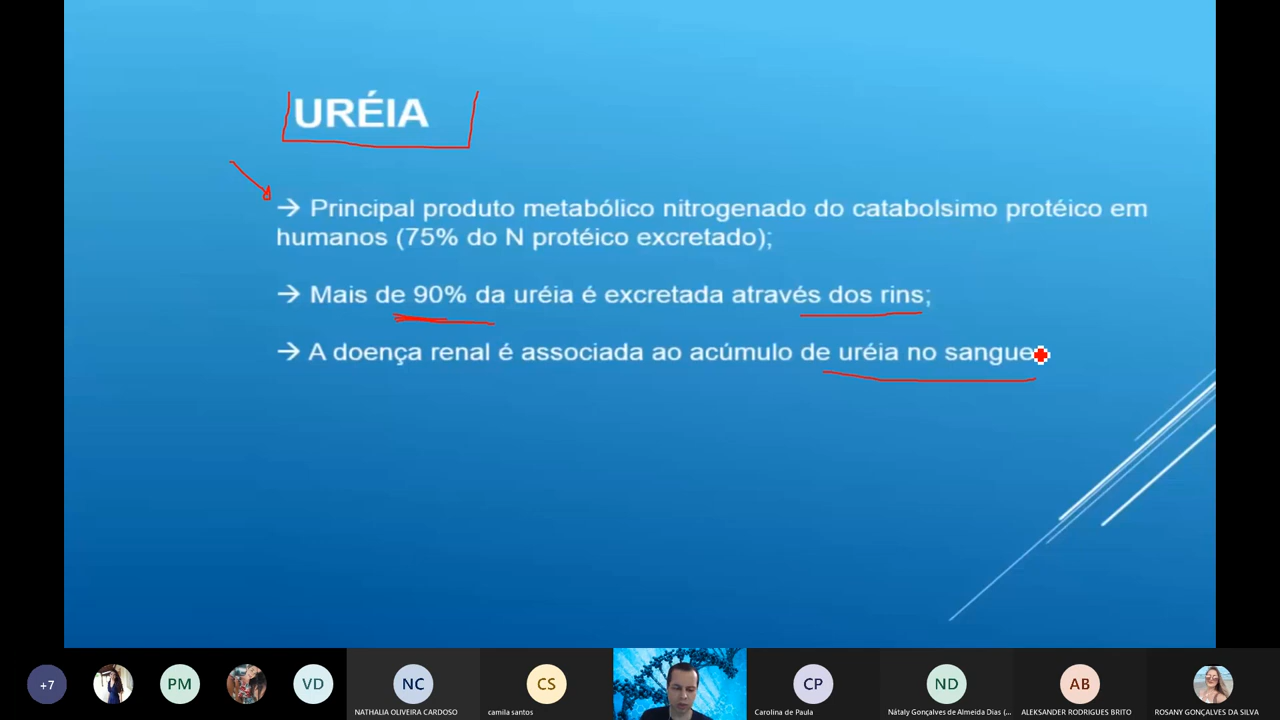 URÉIA
→ Principal produto metabólico nitrogenado do catabolsimo protéico em
humanos (75% do N protéico excretado);
→ Mais de 90% da uréia é excretada através dos rins;
→ A doença renal é associada ao acúmulo de uréia no sangue
+7
PM
VD
NC
NATHALIA OLIVEIRA CARDOSO
CS
camila santos
CP
Carolina de Paula
ND
Nátaly Gonçalves de Almeida Dias (...
AB
ALEKSANDER RODRIGUES BRITO
ROSANY GONÇALVES DA SILVA